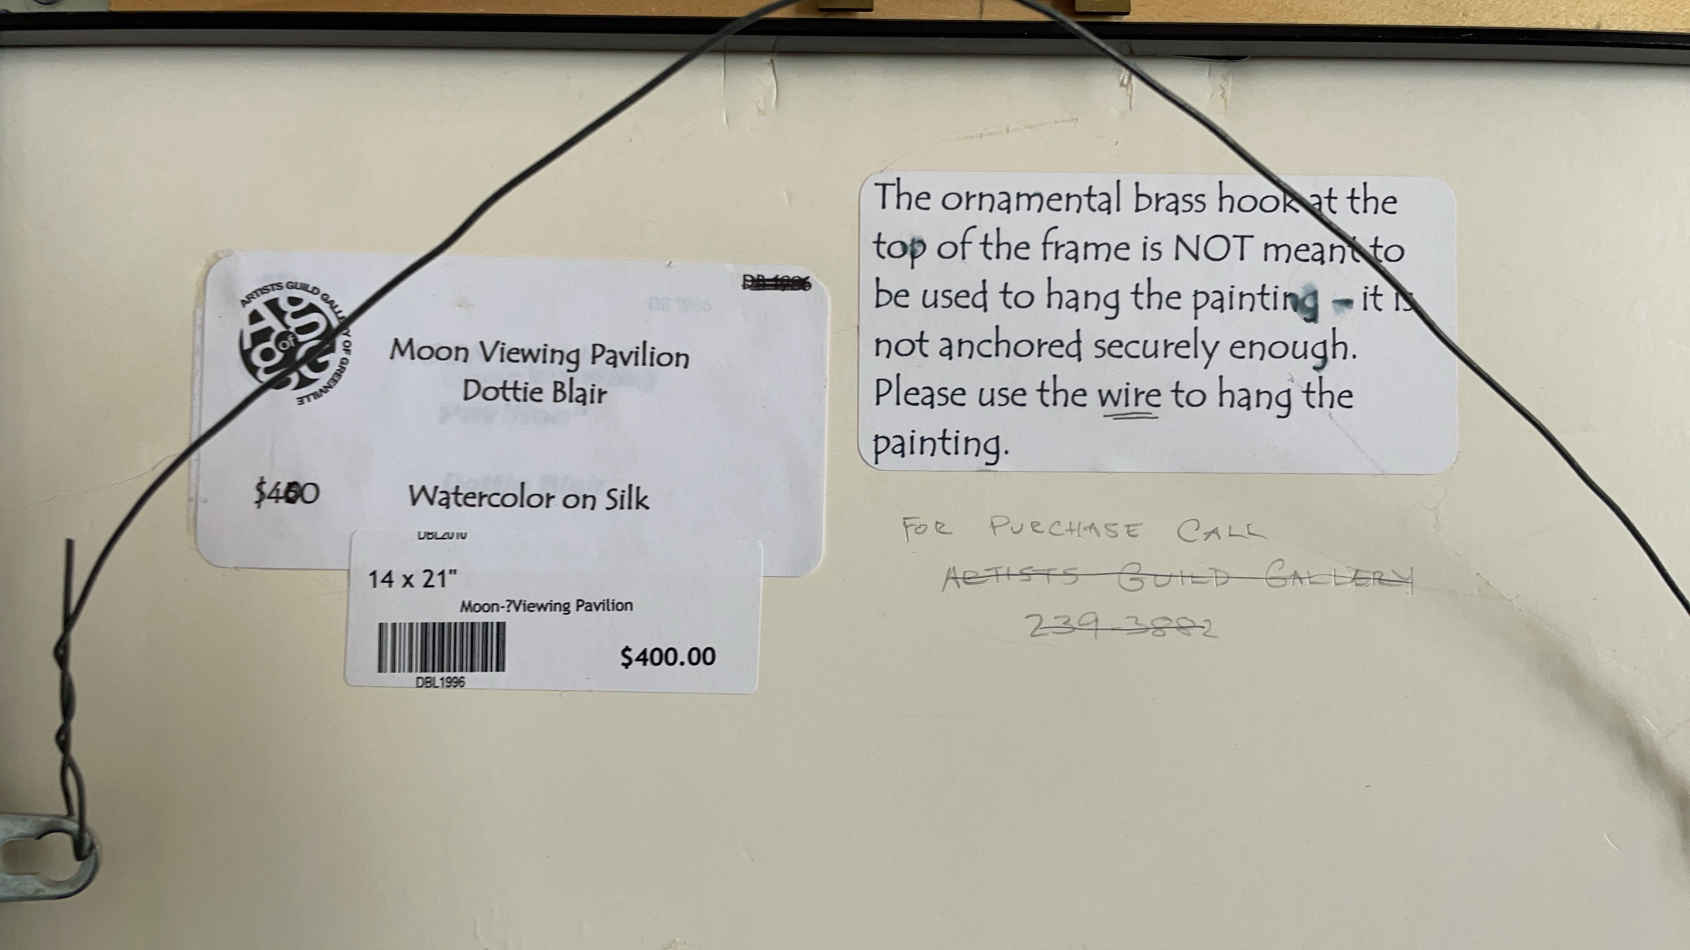 ARTISTS GUILD GALLERY OF GREENVILLE
Moon Viewing Pavilion
Dottie Blair
$400
Watercolor on Silk
14 x 21"
Moon-?Viewing Pavilion
$400.00
DBL1996
The ornamental brass hook at the
top of the frame is NOT meant to
be used to hang the painting - it is
not anchored securely enough.
Please use the wire to hang the
painting.
FOR PURCHASE CALL
ARTISTS GUILD GALLERY
239-3882